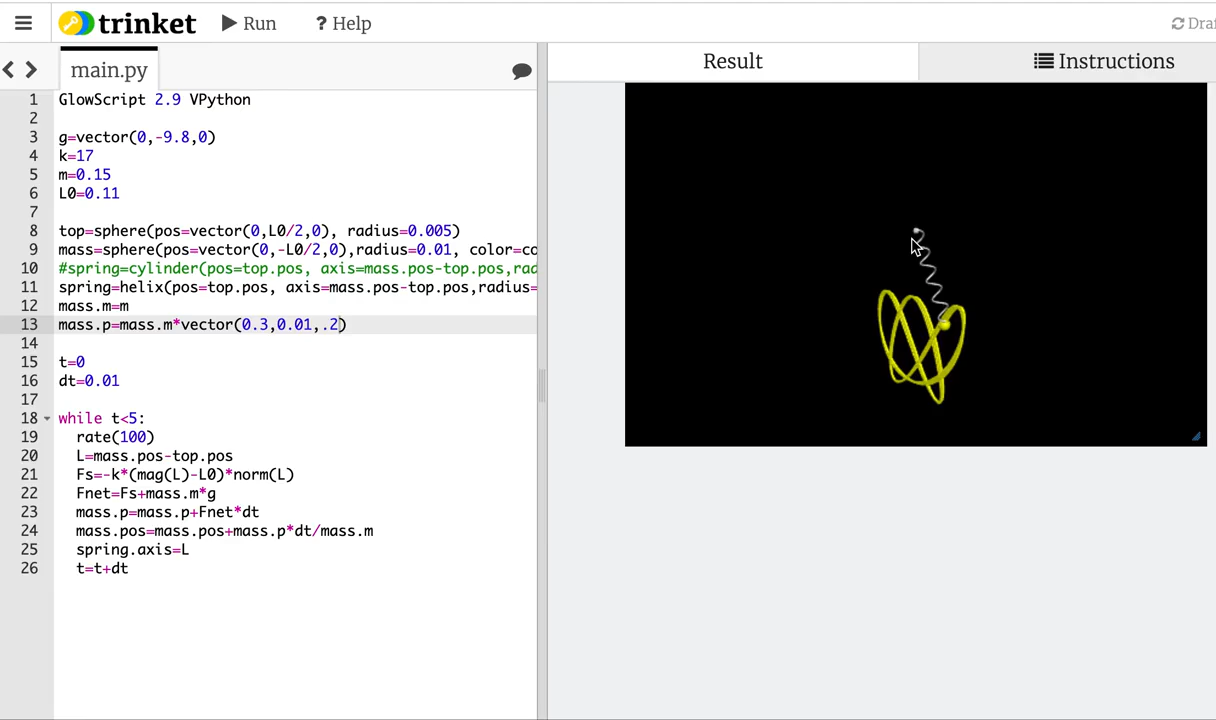 trinket Run ? Help Draf
main.py Result Instructions
1 GlowScript 2.9 VPython
2
3 g=vector(0,-9.8,0)
4 k=17
5 m=0.15
6 L0=0.11
7
8 top=sphere(pos=vector(0,L0/2,0), radius=0.005)
9 mass=sphere(pos=vector(0,-L0/2,0),radius=0.01, color=co
10 #spring=cylinder(pos=top.pos, axis=mass.pos-top.pos,rad
11 spring=helix(pos=top.pos, axis=mass.pos-top.pos,radius=
12 mass.m=m
13 mass.p=mass.m*vector(0.3,0.01,.2)
14
15 t=0
16 dt=0.01
17
18 while t<5:
19 rate(100)
20 L=mass.pos-top.pos
21 Fs=-k*(mag(L)-L0)*norm(L)
22 Fnet=Fs+mass.m*g
23 mass.p=mass.p+Fnet*dt
24 mass.pos=mass.pos+mass.p*dt/mass.m
25 spring.axis=L
26 t=t+dt